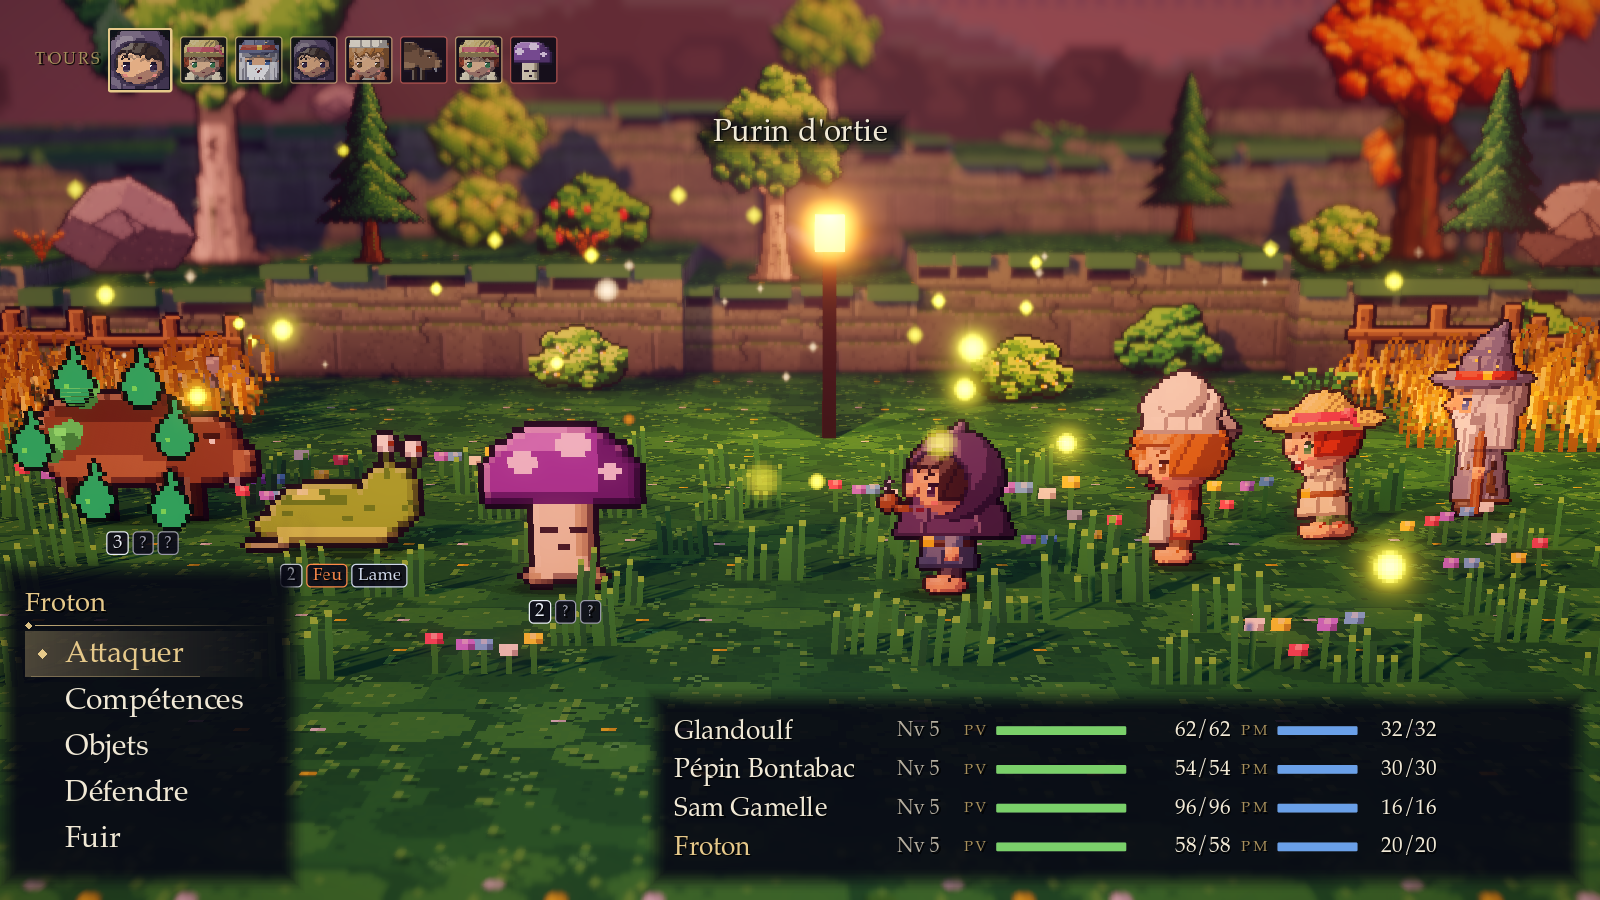 TOURS
Purin d'ortie
3 ? ?
2 Feu Lame
2 ? ?
Froton
Attaquer
Compétences
Objets
Défendre
Fuir
Glandoulf Nv 5 PV 62/62 PM 32/32
Pépin Bontabac Nv 5 PV 54/54 PM 30/30
Sam Gamelle Nv 5 PV 96/96 PM 16/16
Froton Nv 5 PV 58/58 PM 20/20